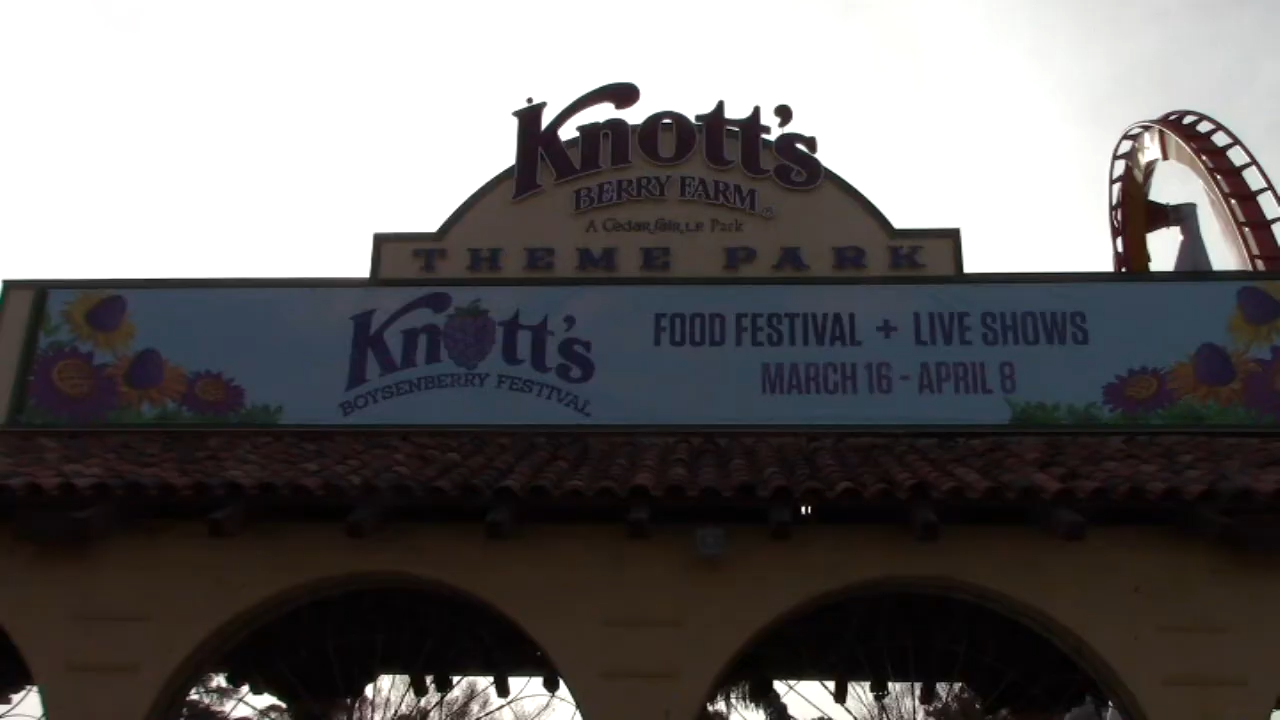 Knott's
BERRY FARM®
A Cedar Fair, L.P. Park
THEME PARK
Knott's
BOYSENBERRY FESTIVAL
FOOD FESTIVAL + LIVE SHOWS
MARCH 16 - APRIL 8